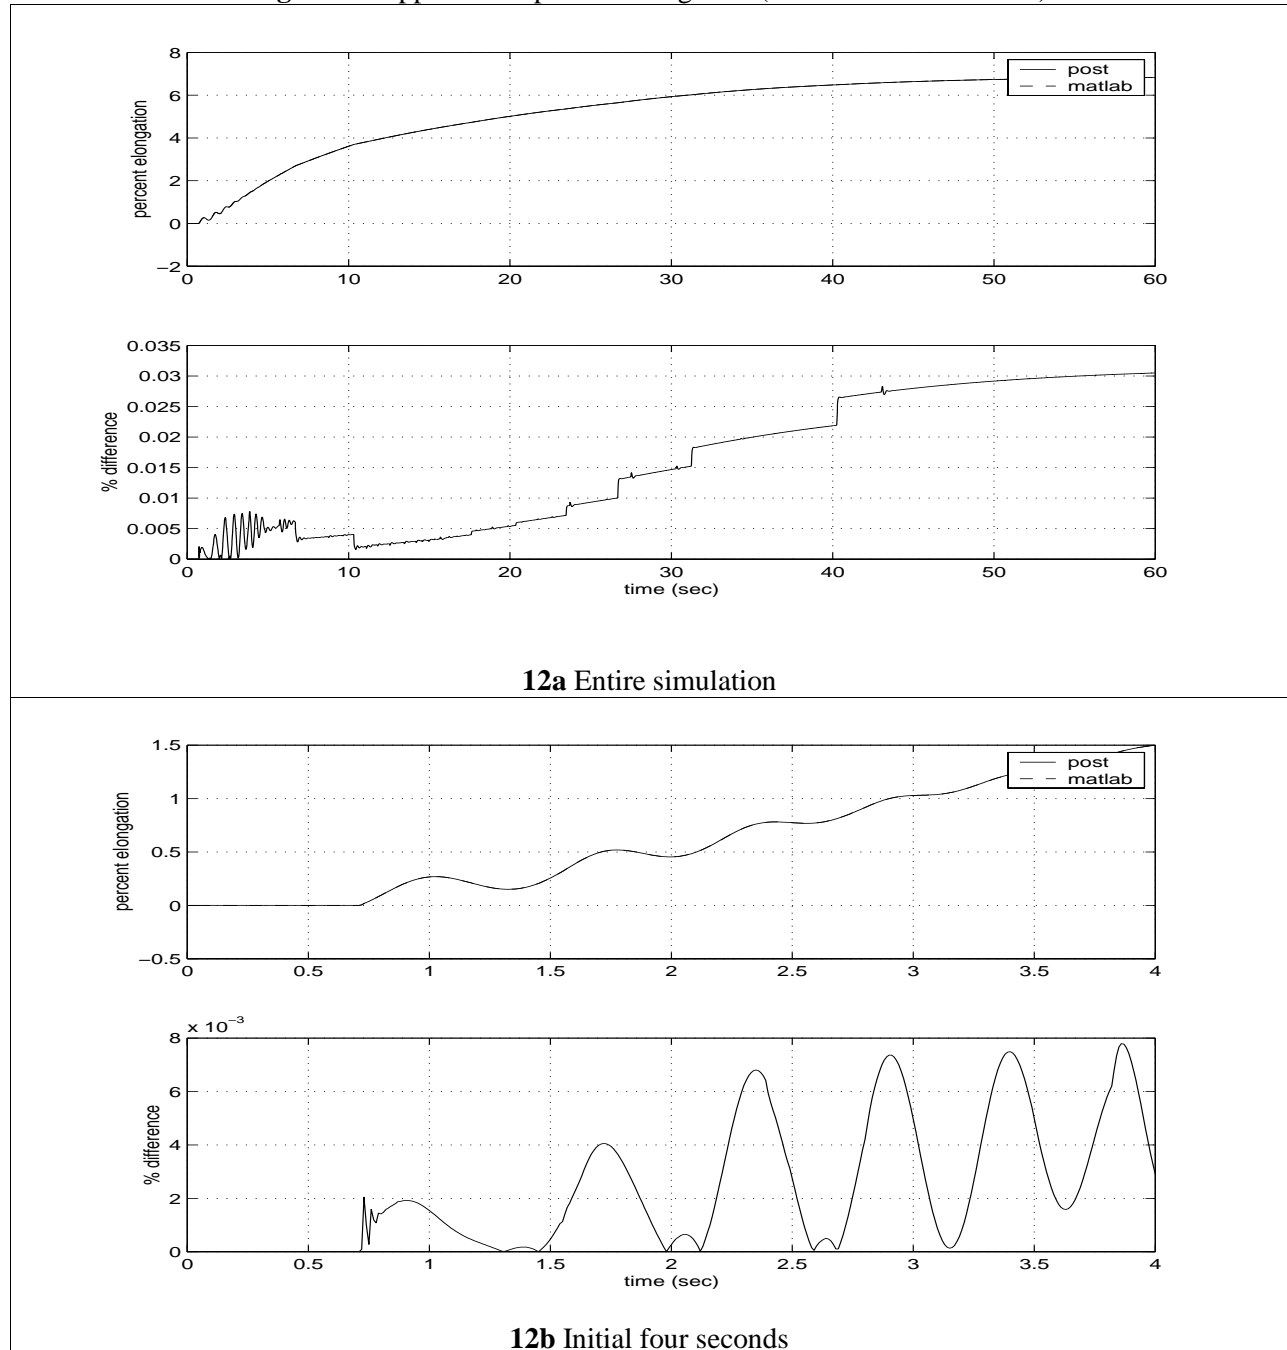 8
6
4
2
0
−2
percent elongation
post
matlab
0 10 20 30 40 50 60
0.035
0.03
0.025
0.02
0.015
0.01
0.005
0
% difference
0 10 20 30 40 50 60
time (sec)
12a Entire simulation
1.5
1
0.5
0
−0.5
percent elongation
post
matlab
0 0.5 1 1.5 2 2.5 3 3.5 4
x 10−3
8
6
4
2
0
% difference
0 0.5 1 1.5 2 2.5 3 3.5 4
time (sec)
12b Initial four seconds